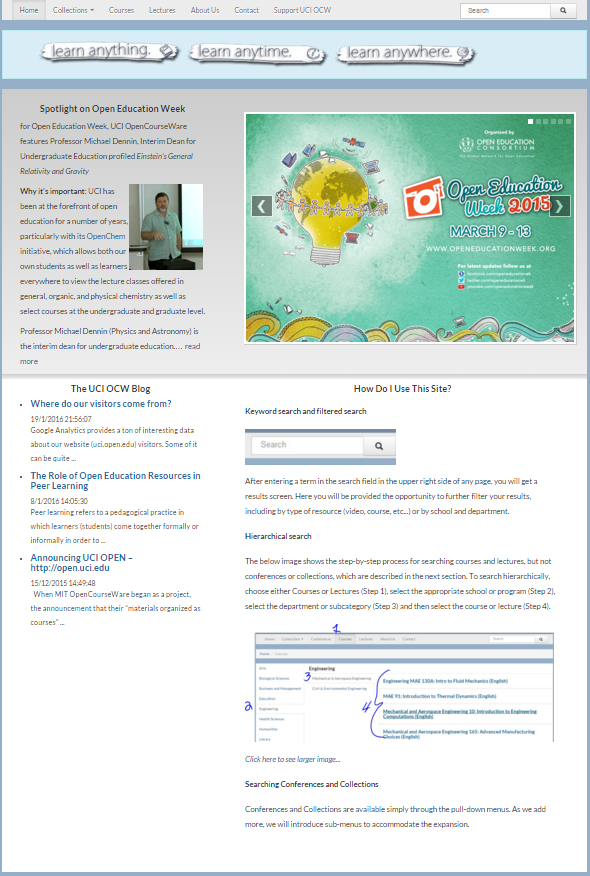 Home Collections Courses Lectures About Us Contact Support UCI OCW Search
learn anything. learn anytime. learn anywhere.
Spotlight on Open Education Week
for Open Education Week, UCI OpenCourseWare
features Professor Michael Dennin, Interim Dean for
Undergraduate Education profiled Einstein's General
Relativity and Gravity
Why it's important: UCI has
been at the forefront of open
education for a number of years,
particularly with its OpenChem
initiative, which allows both our
own students as well as learners
everywhere to view the lecture classes offered in
general, organic, and physical chemistry as well as
select courses at the undergraduate and graduate level.
Professor Michael Dennin (Physics and Astronomy) is
the interim dean for undergraduate education.... read
more
Organized by
OPEN EDUCATION
CONSORTIUM
The Global Network for Open Education
Open Education
Week 2015
MARCH 9 - 13
WWW.OPENEDUCATIONWEEK.ORG
For latest updates follow us at
facebook.com/openeducationwk
twitter.com/openeducationwk
youtube.com/openeducationwk
The UCI OCW Blog
Where do our visitors come from?
19/1/2016 21:56:07
Google Analytics provides a ton of interesting data
about our website (uci.open.edu) visitors. Some of it
can be quite ...
The Role of Open Education Resources in
Peer Learning
8/1/2016 14:05:30
Peer learning refers to a pedagogical practice in
which learners (students) come together formally or
informally in order to ...
Announcing UCI OPEN –
http://open.uci.edu
15/12/2015 14:49:48
When MIT OpenCourseWare began as a project,
the announcement that their "materials organized as
courses" ...
How Do I Use This Site?
Keyword search and filtered search
Search
After entering a term in the search field in the upper right side of any page, you will get a
results screen. Here you will be provided the opportunity to further filter your results,
including by type of resource (video, course, etc...) or by school and department.
Hierarchical search
The below image shows the step-by-step process for searching courses and lectures, but not
conferences or collections, which are described in the next section. To search hierarchically,
choose either Courses or Lectures (Step 1), select the appropriate school or program (Step 2),
select the department or subcategory (Step 3) and then select the course or lecture (Step 4).
1
Home Collections Conferences Courses Lectures About Us Contact Search
Home Courses
Arts
Biological Sciences
Business and Management
Education
Engineering
Health Sciences
Humanities
Library
2
Engineering
3
Mechanical & Aerospace Engineering
Civil & Environmental Engineering
4
Engineering MAE 130A: Intro to Fluid Mechanics (English)
MAE 91: Introduction to Thermal Dynamics (English)
Mechanical and Aerospace Engineering 10: Introduction to Engineering
Computations (English)
Mechanical and Aerospace Engineering 165: Advanced Manufacturing
Choices (English)
Click here to see larger image...
Searching Conferences and Collections
Conferences and Collections are available simply through the pull-down menus. As we add
more, we will introduce sub-menus to accommodate the expansion.